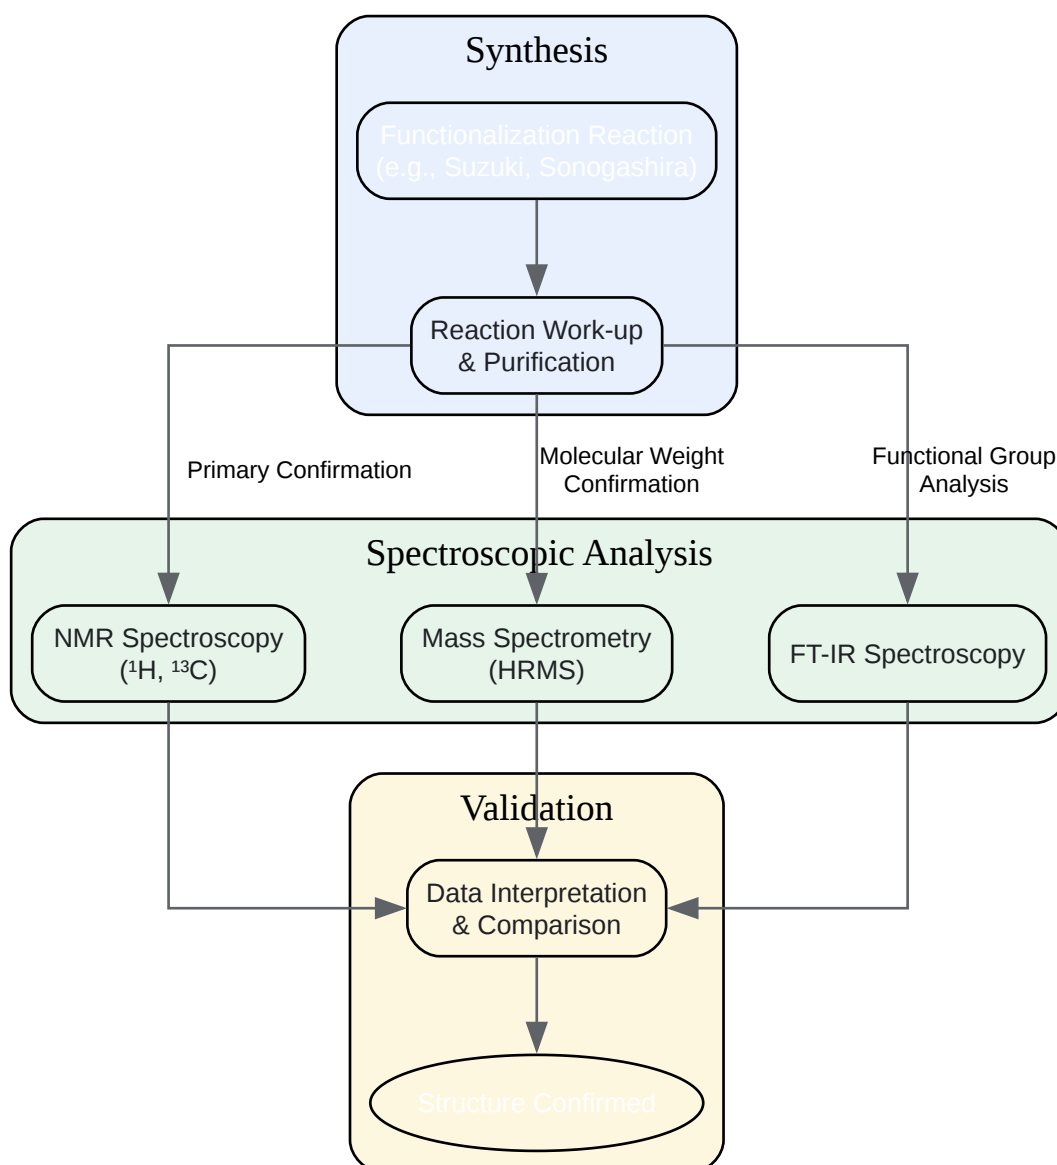 Synthesis
Functionalization Reaction
(e.g., Suzuki, Sonogashira)
Reaction Work-up
& Purification
Primary Confirmation
Molecular Weight
Confirmation
Functional Group
Analysis
Spectroscopic Analysis
NMR Spectroscopy
(¹H, ¹³C)
Mass Spectrometry
(HRMS)
FT-IR Spectroscopy
Validation
Data Interpretation
& Comparison
Structure Confirmed